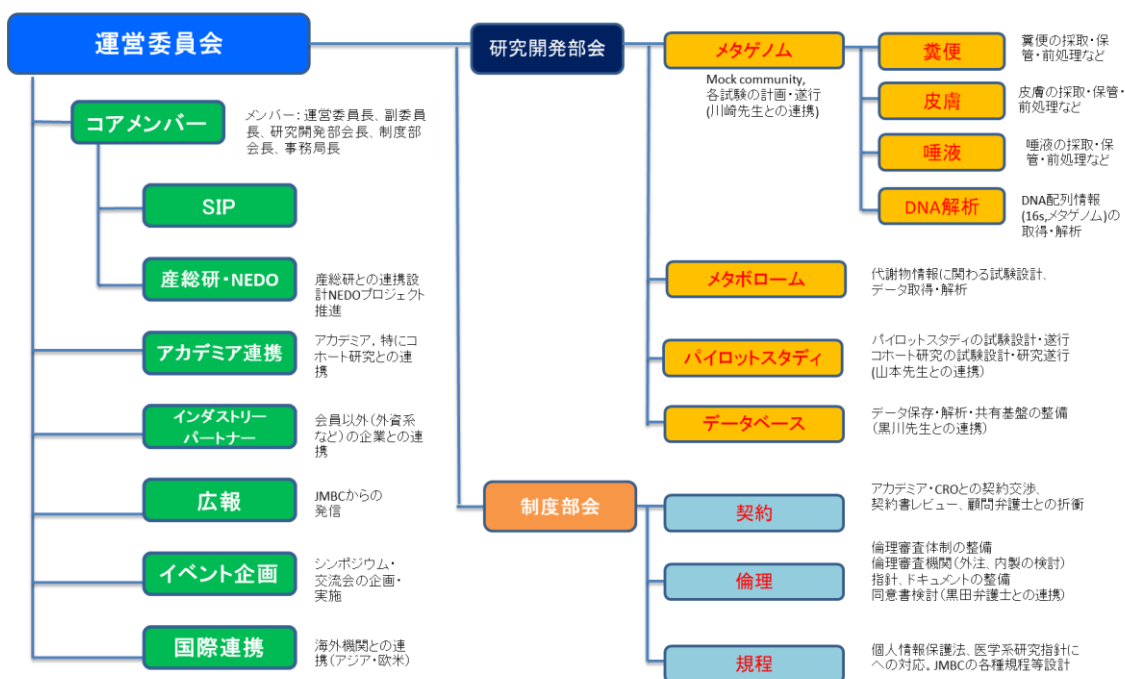 運営委員会
コアメンバー
メンバー：運営委員長、副委員
長、研究開発部会長、制度部
会長、事務局長
SIP
産総研・NEDO
産総研との連携設
計NEDOプロジェクト
推進
アカデミア連携
アカデミア，特にコ
ホート研究との連
携
インダストリー
パートナー
会員以外（外資系
など）の企業との連
携
広報
JMBCからの
発信
イベント企画
シンポジウム・
交流会の企画・
実施
国際連携
海外機関との連
携（アジア・欧米）
研究開発部会
メタゲノム
Mock community,
各試験の計画・遂行
(川崎先生との連携)
糞便
糞便の採取・保
管・前処理など
皮膚
皮膚の採取・保管・
前処理など
唾液
唾液の採取・保
管・前処理など
DNA解析
DNA配列情報
(16s,メタゲノム)の
取得・解析
メタボローム
代謝物情報に関わる試験設計、
データ取得・解析
パイロットスタディ
パイロットスタディの試験設計・遂行
コホート研究の試験設計・研究遂行
(山本先生との連携）
データベース
データ保存・解析・共有基盤の整備
（黒川先生との連携）
制度部会
契約
アカデミア・CROとの契約交渉、
契約書レビュー、顧問弁護士との折衝
倫理
倫理審査体制の整備
倫理審査機関（外注、内製の検討）
指針、ドキュメントの整備
同意書検討（黒田弁護士との連携）
規程
個人情報保護法、医学系研究指針に
への対応。JMBCの各種規程等設計